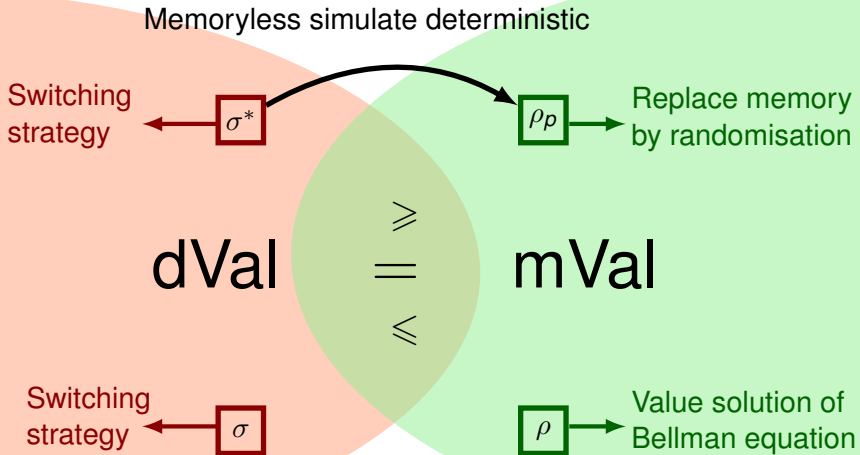 Memoryless simulate deterministic
Switching
strategy
σ*
ρₚ
Replace memory
by randomisation
⩾
dVal = mVal
⩽
Switching
strategy
σ
ρ
Value solution of
Bellman equation